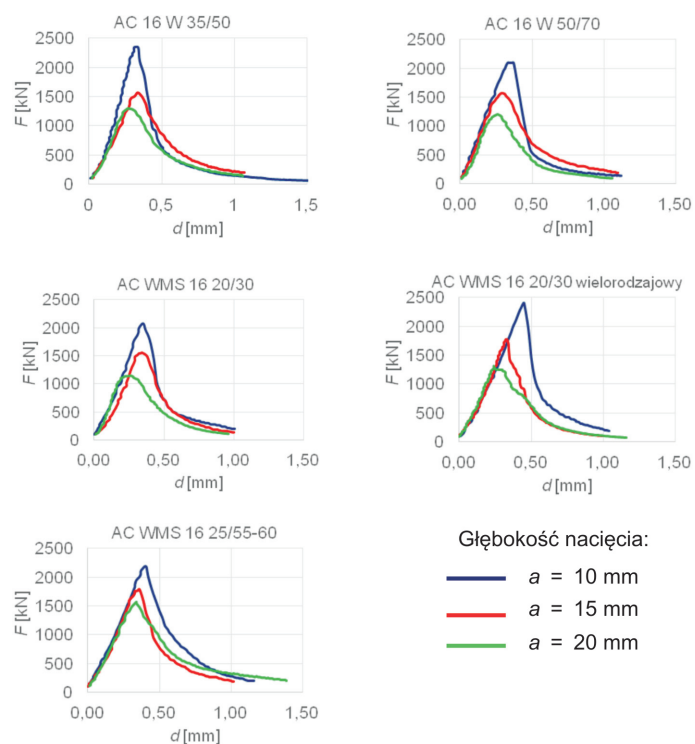 AC 16 W 35/50
F [kN]
2500
2000
1500
1000
500
0
0 0,5 1 1,50
d [mm]
AC 16 W 50/70
F [kN]
2500
2000
1500
1000
500
0
0,00 0,50 1,00 1,50
d [mm]
AC WMS 16 20/30
F [kN]
2500
2000
1500
1000
500
0
0,00 0,50 1,00 1,50
d [mm]
AC WMS 16 20/30 wielorodzajowy
F [kN]
2500
2000
1500
1000
500
0
0,00 0,50 1,00 1,50
d [mm]
AC WMS 16 25/55-60
F [kN]
2500
2000
1500
1000
500
0
0,00 0,50 1,00 1,50
d [mm]
Głębokość nacięcia:
a = 10 mm
a = 15 mm
a = 20 mm